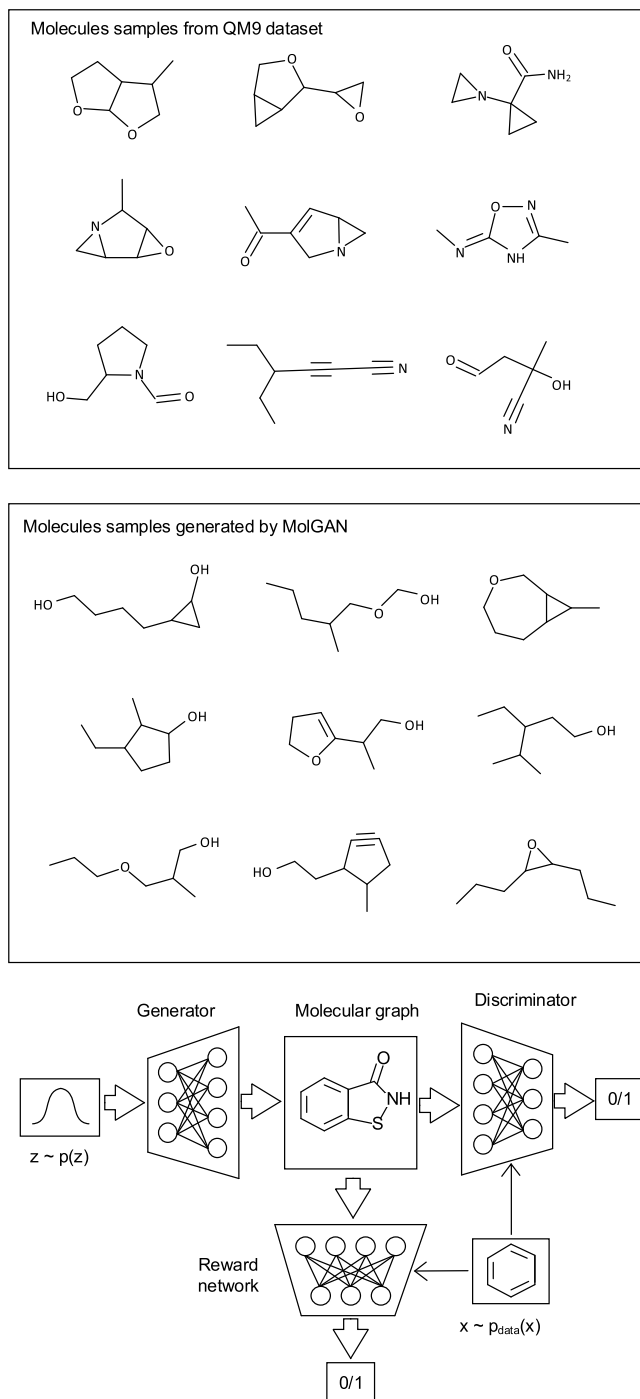 Molecules samples from QM9 dataset
O
O
O
O
O
NH₂
N
N
O
O
N
O
N
N
NH
HO
N
O
N
O
OH
N
Molecules samples generated by MolGAN
HO
OH
O
OH
O
OH
O
OH
OH
O
OH
HO
O
Generator
Molecular graph
Discriminator
O
NH
S
0/1
z ~ p(z)
Reward
network
x ~ pdata(x)
0/1